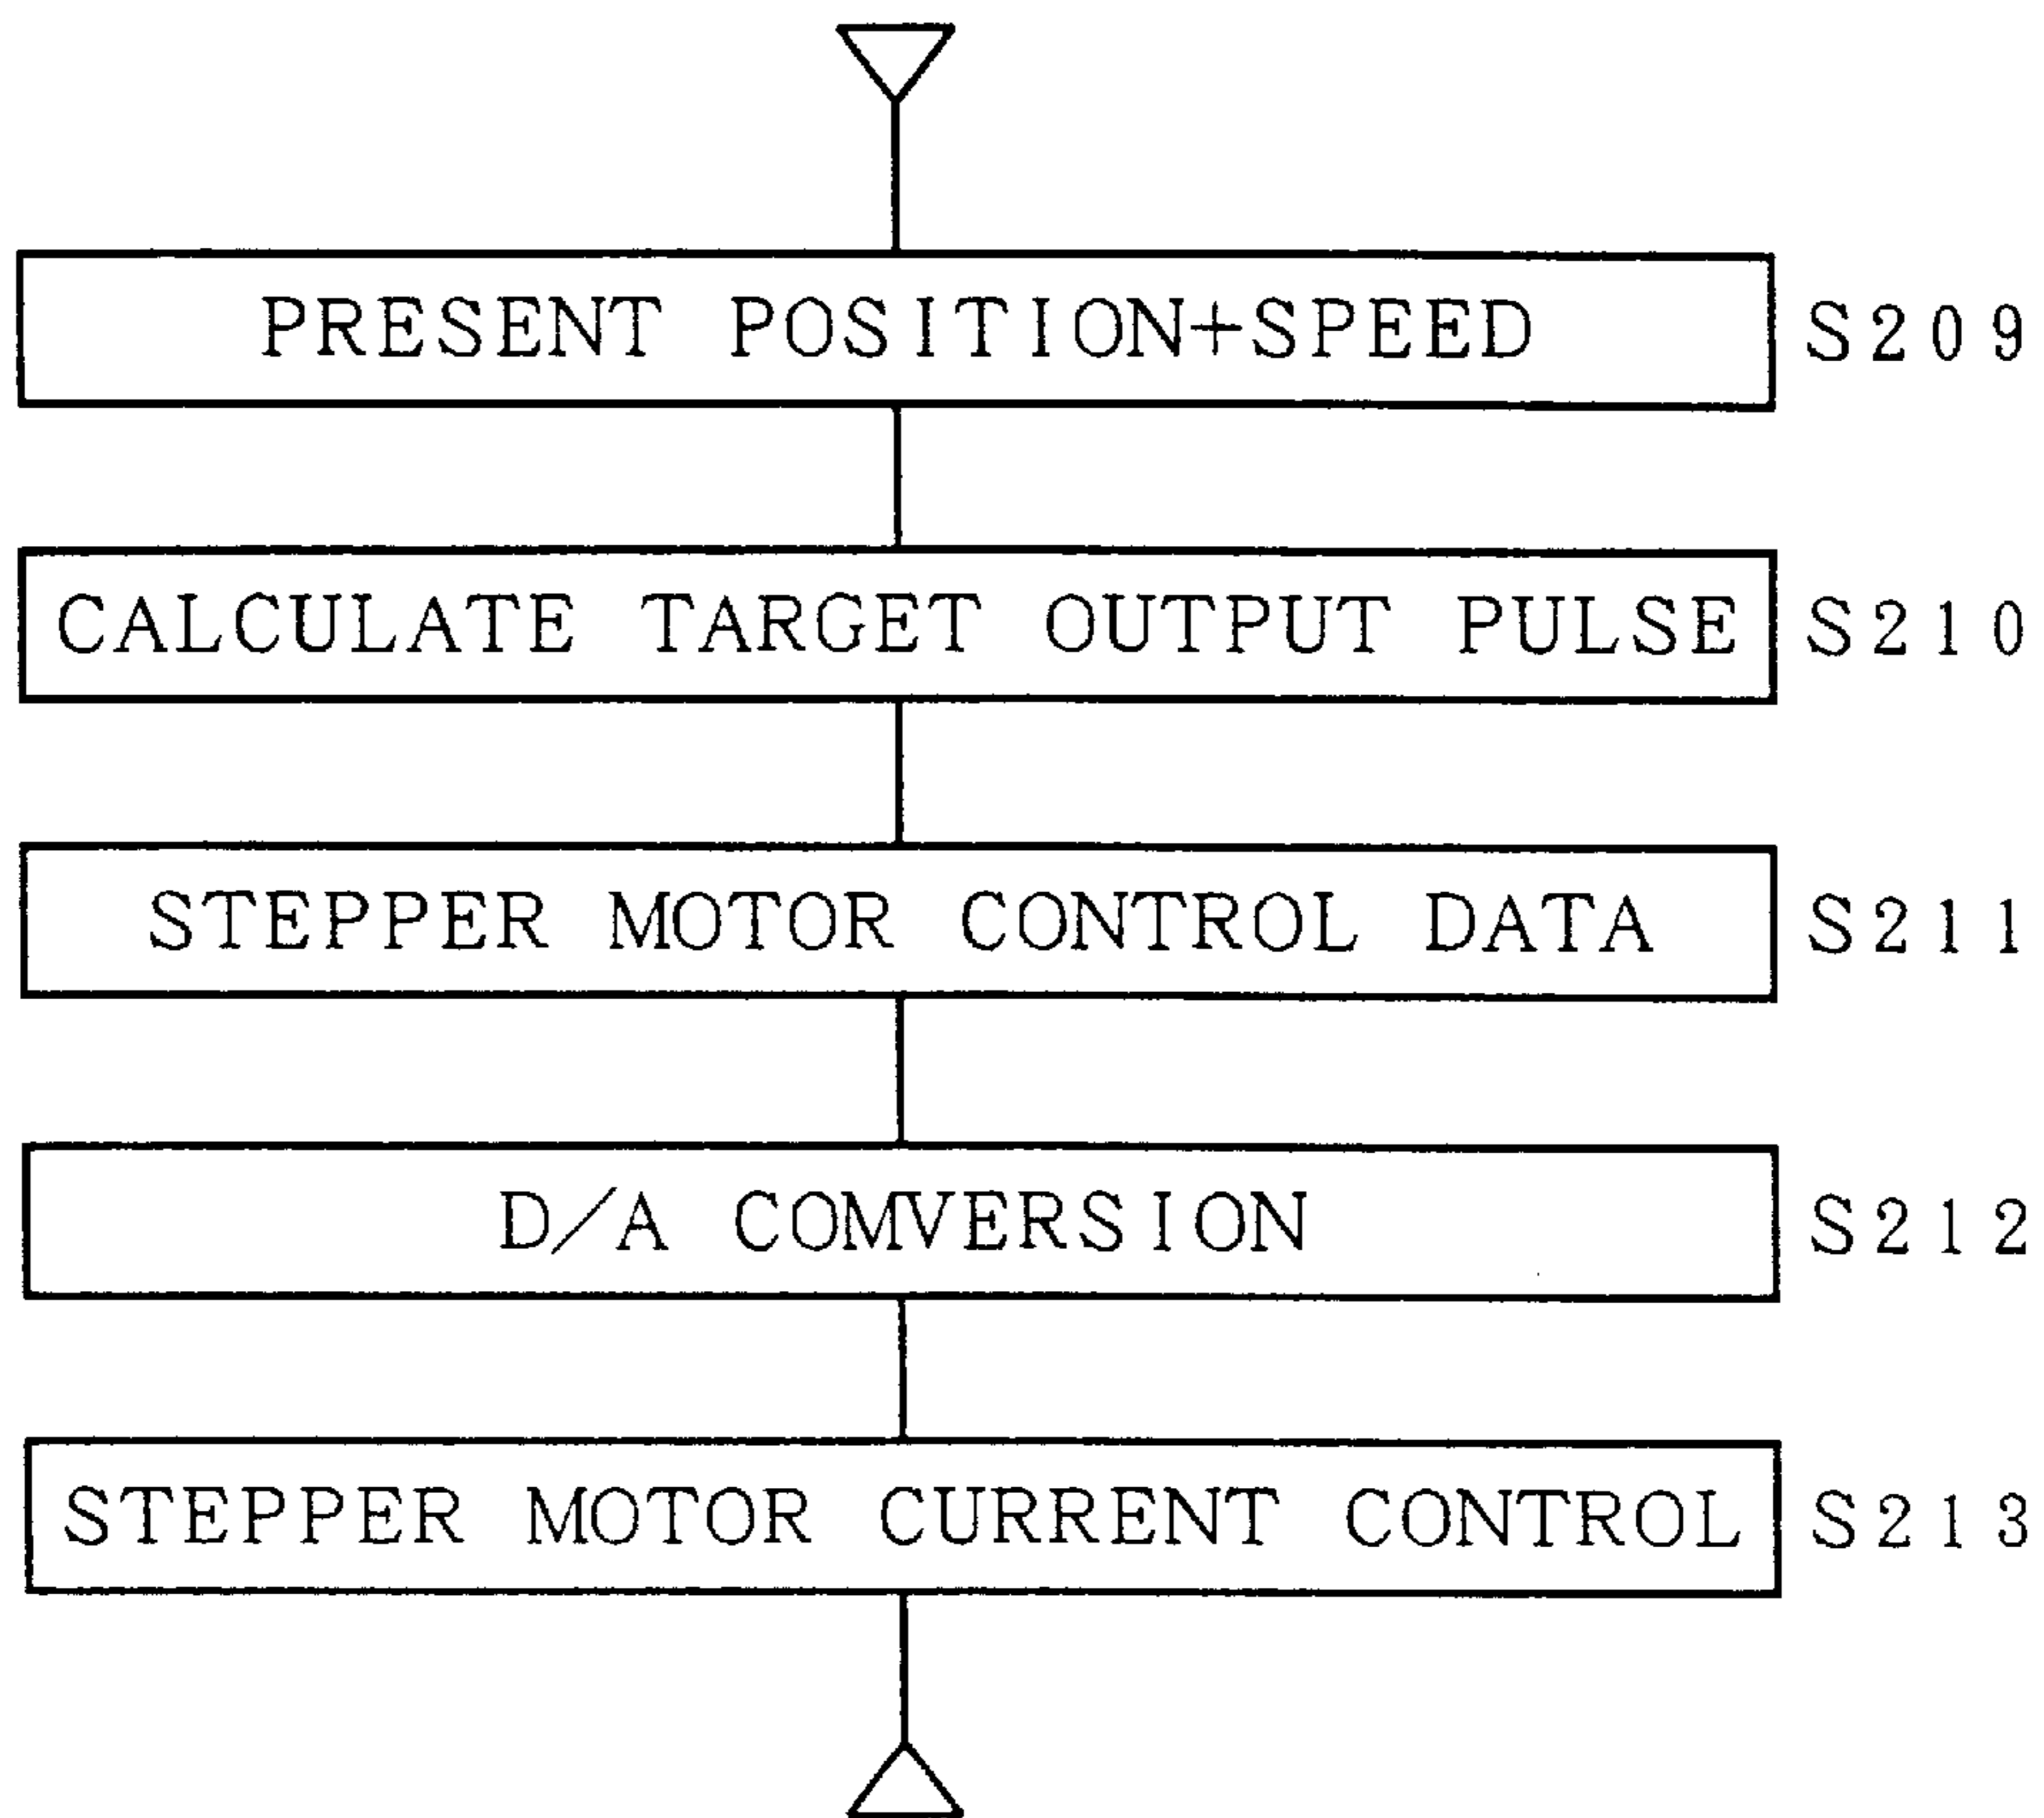 PRESENT POSITION+SPEED S209
CALCULATE TARGET OUTPUT PULSE S210
STEPPER MOTOR CONTROL DATA S211
D/A COMVERSION S212
STEPPER MOTOR CURRENT CONTROL S213